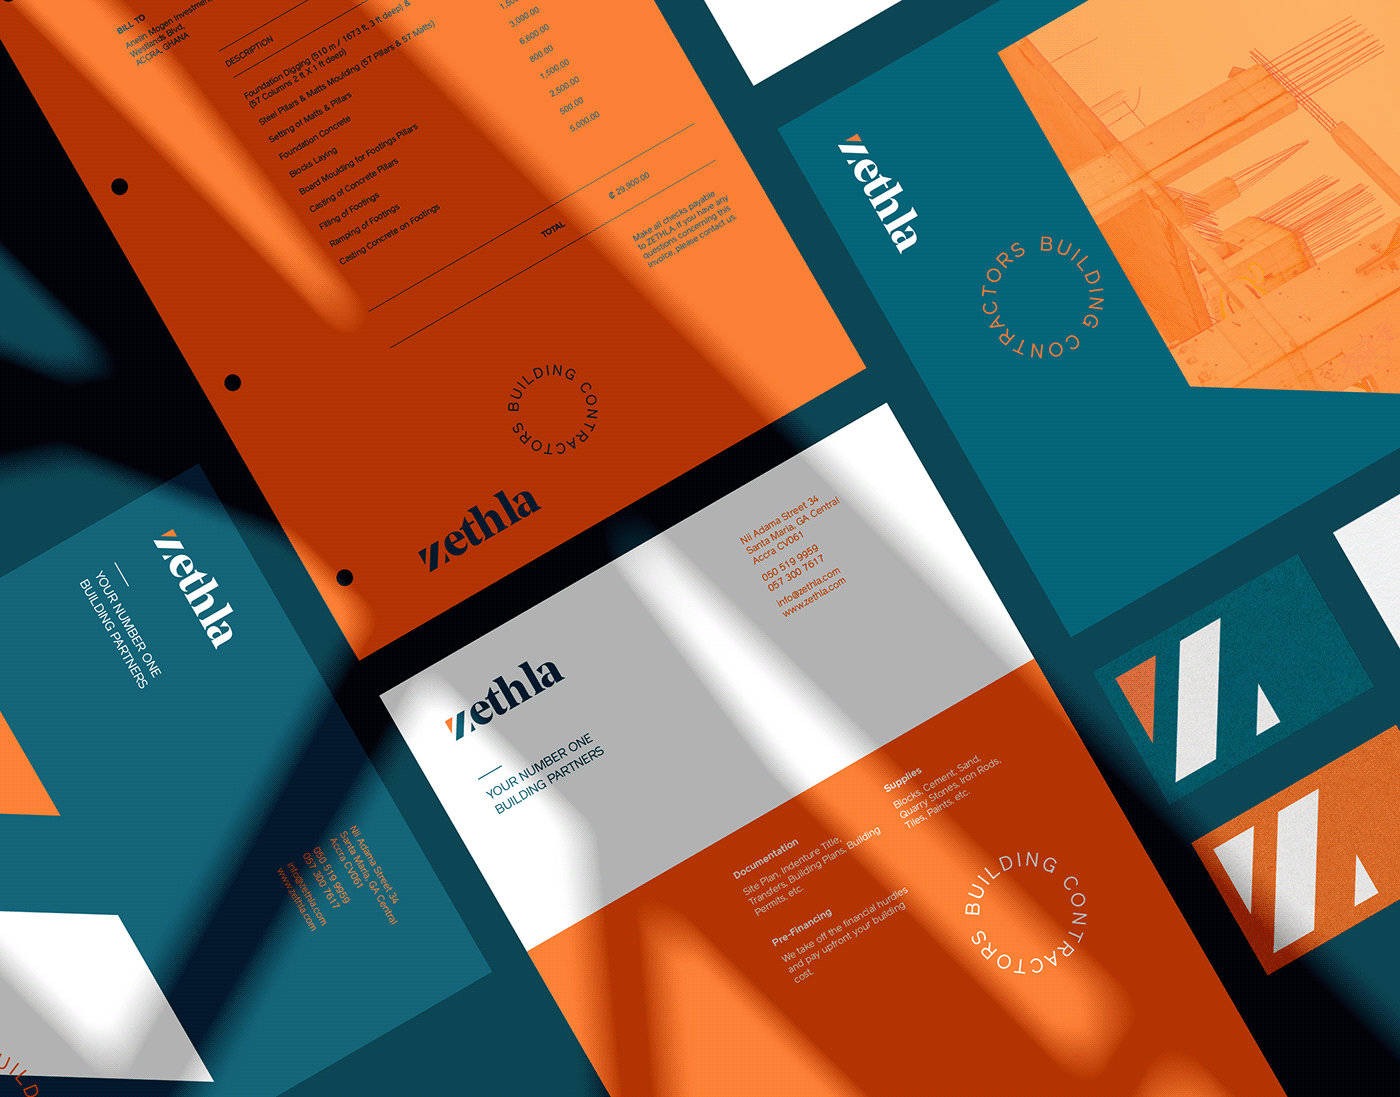 BILL TO
Anelin Mogen Investment
Westlands Blvd,
ACCRA, GHANA
DESCRIPTION
Foundation Digging (510 m / 1673 ft, 3 ft deep) &
(57 Columns 2 ft X 1 ft deep)
Steel Pillars & Matts Moulding (57 Pillars & 57 Matts)
Setting of Matts & Pillars
Foundation Concrete
Blocks Laying
Board Moulding for Footings Pillars
Casting of Concrete Pillars
Filling of Footings
Ramping of Footings
Casting Concrete on Footings
3,000.00
6,600.00
800.00
1,500.00
2,500.00
500.00
5,000.00
TOTAL
₵ 29,900.00
Make all checks payable
to ZETHLA. If you have any
questions concerning this
invoice, please contact us.
BUILDING CONTRACTORS
zethla
zethla
BUILDING CONTRACTORS
zethla
YOUR NUMBER ONE
BUILDING PARTNERS
Nii Adama Street 34
Santa Maria, GA Central
Accra CV061
050 519 9959
057 300 7617
info@zethla.com
www.zethla.com
zethla
YOUR NUMBER ONE
BUILDING PARTNERS
Nii Adama Street 34
Santa Maria, GA Central
Accra CV061
050 519 9959
057 300 7617
info@zethla.com
www.zethla.com
Documentation
Site Plan, Indenture Title,
Transfers, Building Plans, Building
Permits, etc.
Pre-Financing
We take off the financial hurdles
and pay upfront your building
cost.
Supplies
Blocks, Cement, Sand,
Quarry Stones, Iron Rods,
Tiles, Paints, etc.
BUILDING CONTRACTORS